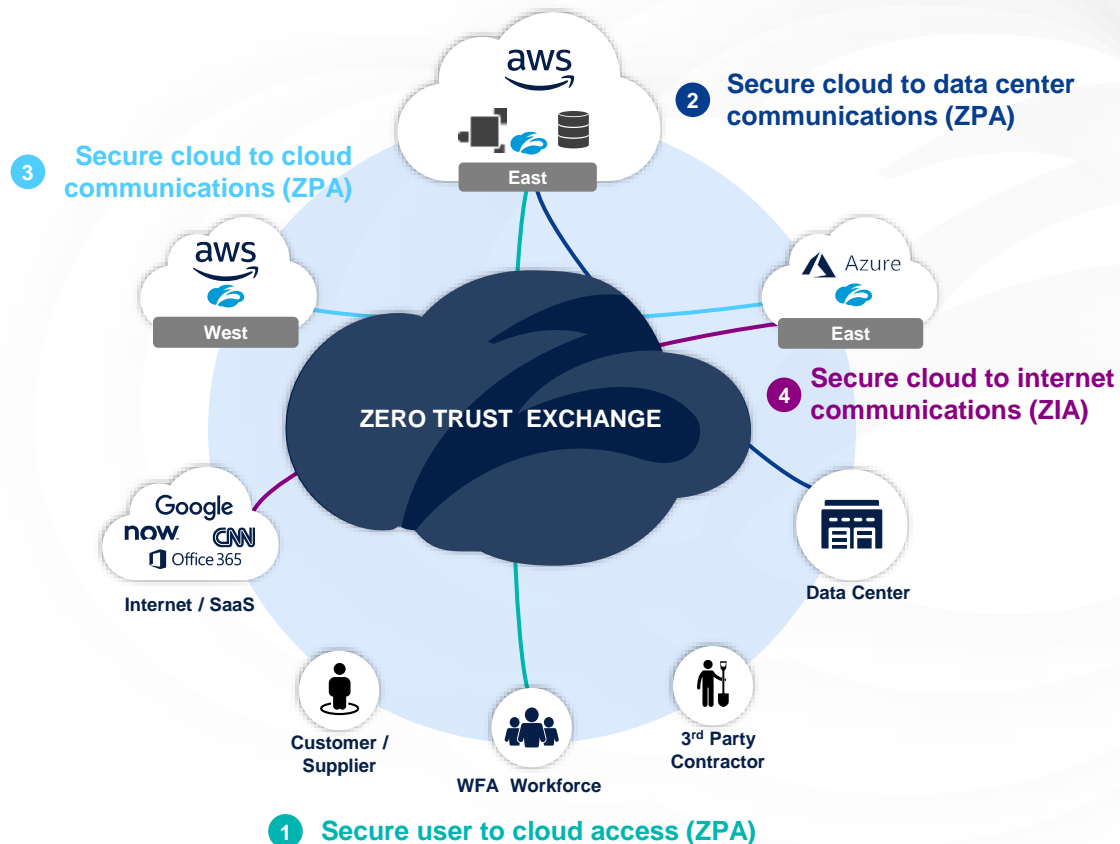 aws
East
2
Secure cloud to data center
communications (ZPA)
3
Secure cloud to cloud
communications (ZPA)
aws
West
Azure
East
ZERO TRUST EXCHANGE
4
Secure cloud to internet
communications (ZIA)
Google
now
CNN
Office 365
Internet / SaaS
Data Center
Customer /
Supplier
WFA Workforce
3rd Party
Contractor
1
Secure user to cloud access (ZPA)